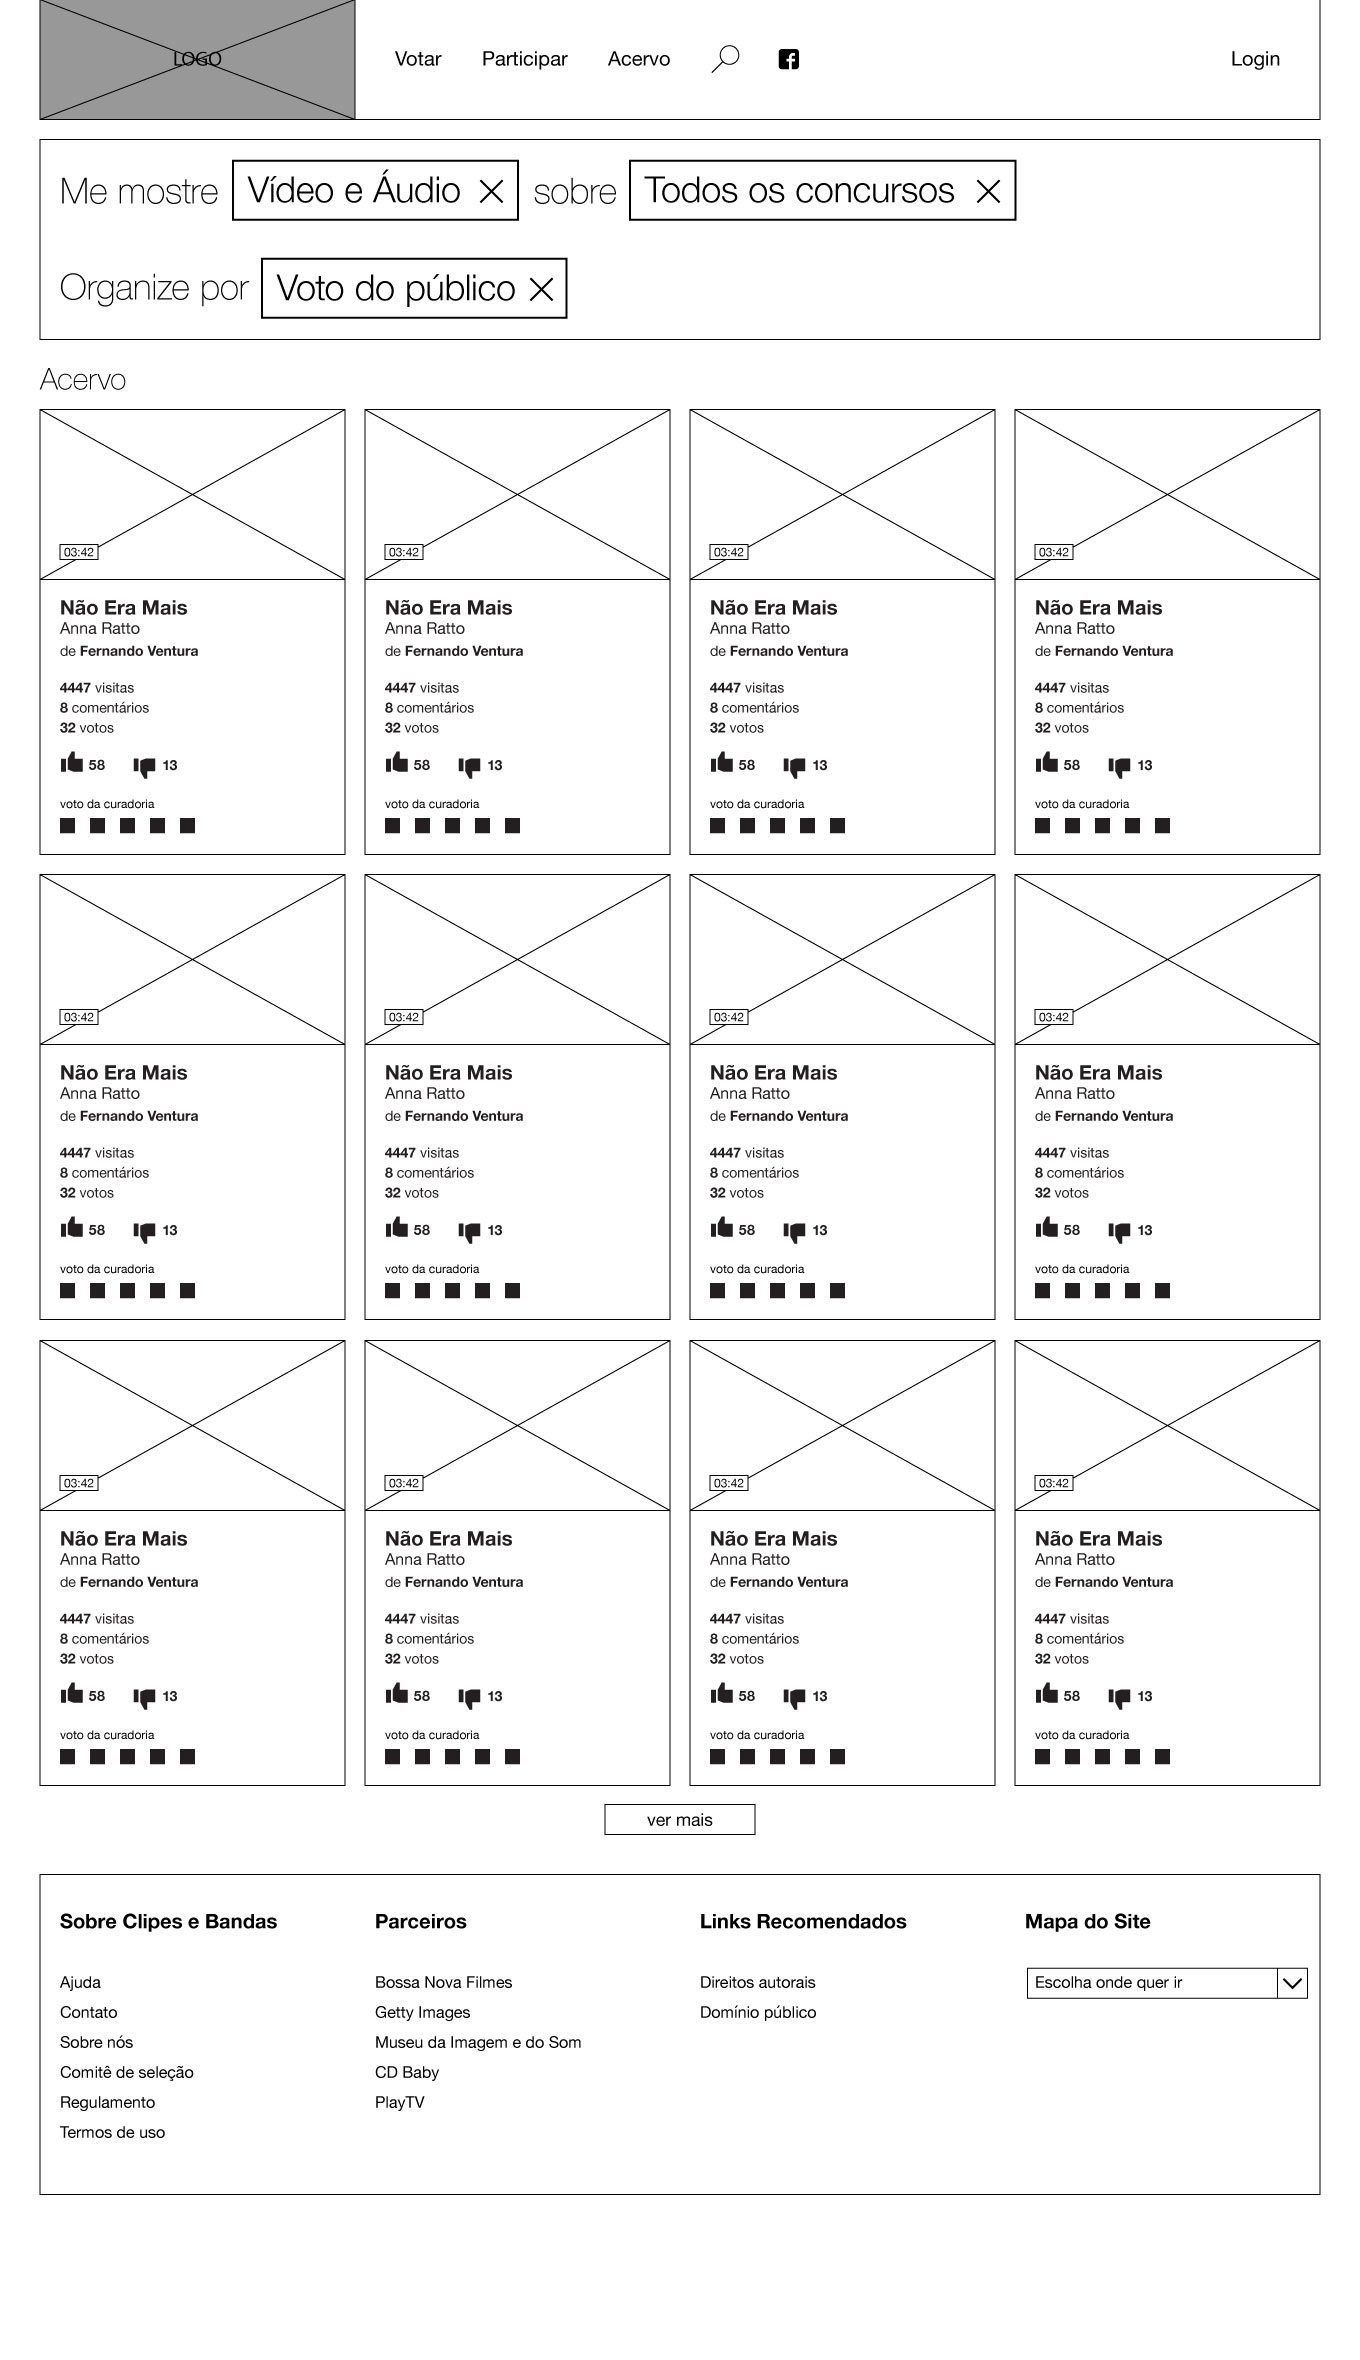 LOGO Votar Participar Acervo Login
Me mostre Vídeo e Áudio sobre Todos os concursos
Organize por Voto do público
Acervo
03:42 03:42 03:42 03:42
Não Era Mais Não Era Mais Não Era Mais Não Era Mais
Anna Ratto Anna Ratto Anna Ratto Anna Ratto
de Fernando Ventura de Fernando Ventura de Fernando Ventura de Fernando Ventura
4447 visitas 4447 visitas 4447 visitas 4447 visitas
8 comentários 8 comentários 8 comentários 8 comentários
32 votos 32 votos 32 votos 32 votos
58 13 58 13 58 13 58 13
voto da curadoria voto da curadoria voto da curadoria voto da curadoria
03:42 03:42 03:42 03:42
Não Era Mais Não Era Mais Não Era Mais Não Era Mais
Anna Ratto Anna Ratto Anna Ratto Anna Ratto
de Fernando Ventura de Fernando Ventura de Fernando Ventura de Fernando Ventura
4447 visitas 4447 visitas 4447 visitas 4447 visitas
8 comentários 8 comentários 8 comentários 8 comentários
32 votos 32 votos 32 votos 32 votos
58 13 58 13 58 13 58 13
voto da curadoria voto da curadoria voto da curadoria voto da curadoria
03:42 03:42 03:42 03:42
Não Era Mais Não Era Mais Não Era Mais Não Era Mais
Anna Ratto Anna Ratto Anna Ratto Anna Ratto
de Fernando Ventura de Fernando Ventura de Fernando Ventura de Fernando Ventura
4447 visitas 4447 visitas 4447 visitas 4447 visitas
8 comentários 8 comentários 8 comentários 8 comentários
32 votos 32 votos 32 votos 32 votos
58 13 58 13 58 13 58 13
voto da curadoria voto da curadoria voto da curadoria voto da curadoria
ver mais
Sobre Clipes e Bandas
Ajuda
Contato
Sobre nós
Comitê de seleção
Regulamento
Termos de uso
Parceiros
Bossa Nova Filmes
Getty Images
Museu da Imagem e do Som
CD Baby
PlayTV
Links Recomendados
Direitos autorais
Domínio público
Mapa do Site
Escolha onde quer ir